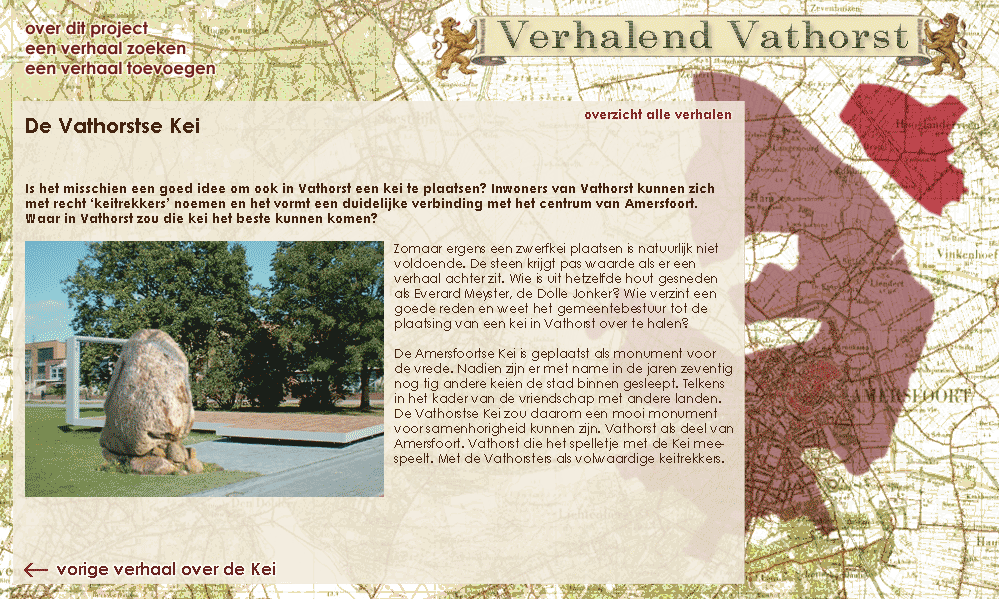 over dit project
een verhaal zoeken
een verhaal toevoegen
Verhalend Vathorst
overzicht alle verhalen
De Vathorstse Kei
Is het misschien een goed idee om ook in Vathorst een kei te plaatsen? Inwoners van Vathorst kunnen zich
met recht ‘keitrekkers’ noemen en het vormt een duidelijke verbinding met het centrum van Amersfoort.
Waar in Vathorst zou die kei het beste kunnen komen?
Zomaar ergens een zwerfkei plaatsen is natuurlijk niet
voldoende. De steen krijgt pas waarde als er een
verhaal achter zit. Wie is uit hetzelfde hout gesneden
als Everard Meyster, de Dolle Jonker? Wie verzint een
goede reden en weet het gemeentebestuur tot de
plaatsing van een kei in Vathorst over te halen?
De Amersfoortse Kei is geplaatst als monument voor
de vrede. Nadien zijn er met name in de jaren zeventig
nog tig andere keien de stad binnen gesleept. Telkens
in het kader van de vriendschap met andere landen.
De Vathorstse Kei zou daarom een mooi monument
voor samenhorigheid kunnen zijn. Vathorst als deel van
Amersfoort. Vathorst die het spelletje met de Kei mee-
speelt. Met de Vathorsters als volwaardige keitrekkers.
vorige verhaal over de Kei
Zevenhuizen
Hooglanderveen
Vinkenhoef
Liendert
AMERSFOORT